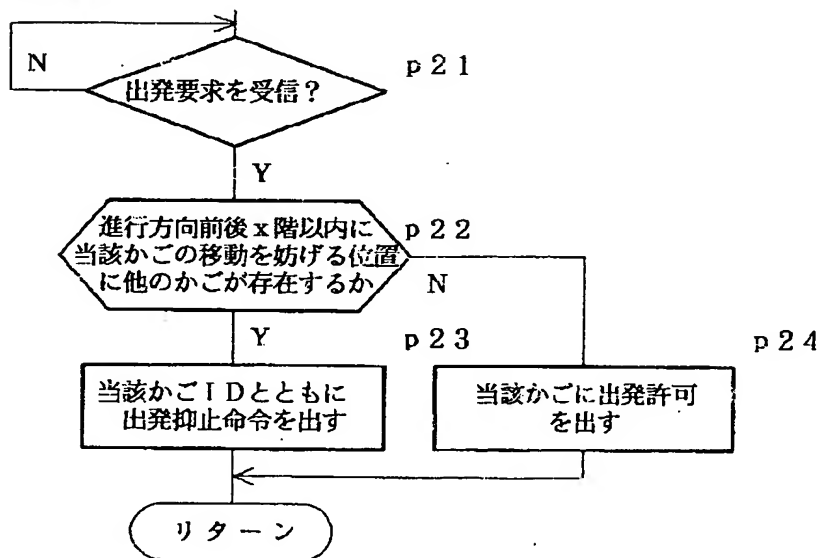 N
出発要求を受信?
p21
Y
進行方向前後x階以内に
当該かごの移動を妨げる位置
に他のかごが存在するか
p22
N
Y
p23
p24
当該かごIDとともに
出発抑止命令を出す
当該かごに出発許可
を出す
リターン